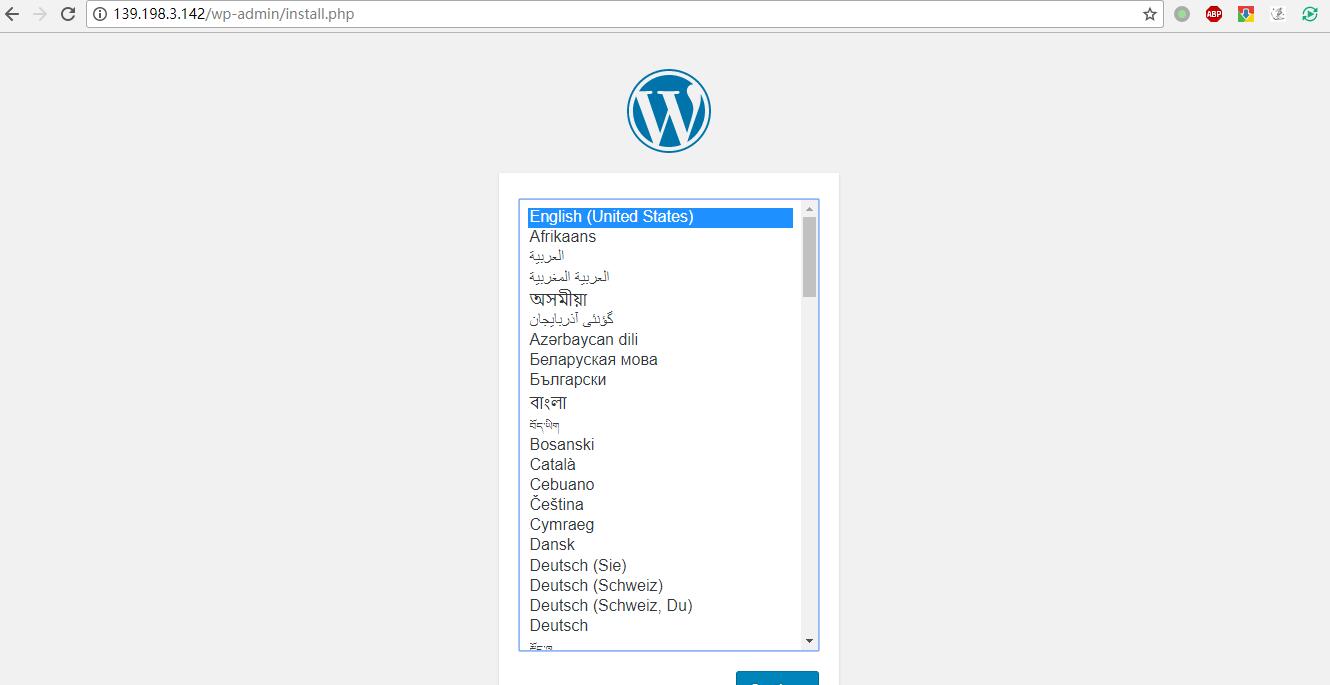 139.198.3.142/wp-admin/install.php
ABP
W
English (United States)
Afrikaans
العربية
العربية المغربية
অসমীয়া
گؤنئی آذربایجان
Azərbaycan dili
Беларуская мова
Български
বাংলা
བོད་ཡིག
Bosanski
Català
Cebuano
Čeština
Cymraeg
Dansk
Deutsch (Sie)
Deutsch (Schweiz)
Deutsch (Schweiz, Du)
Deutsch